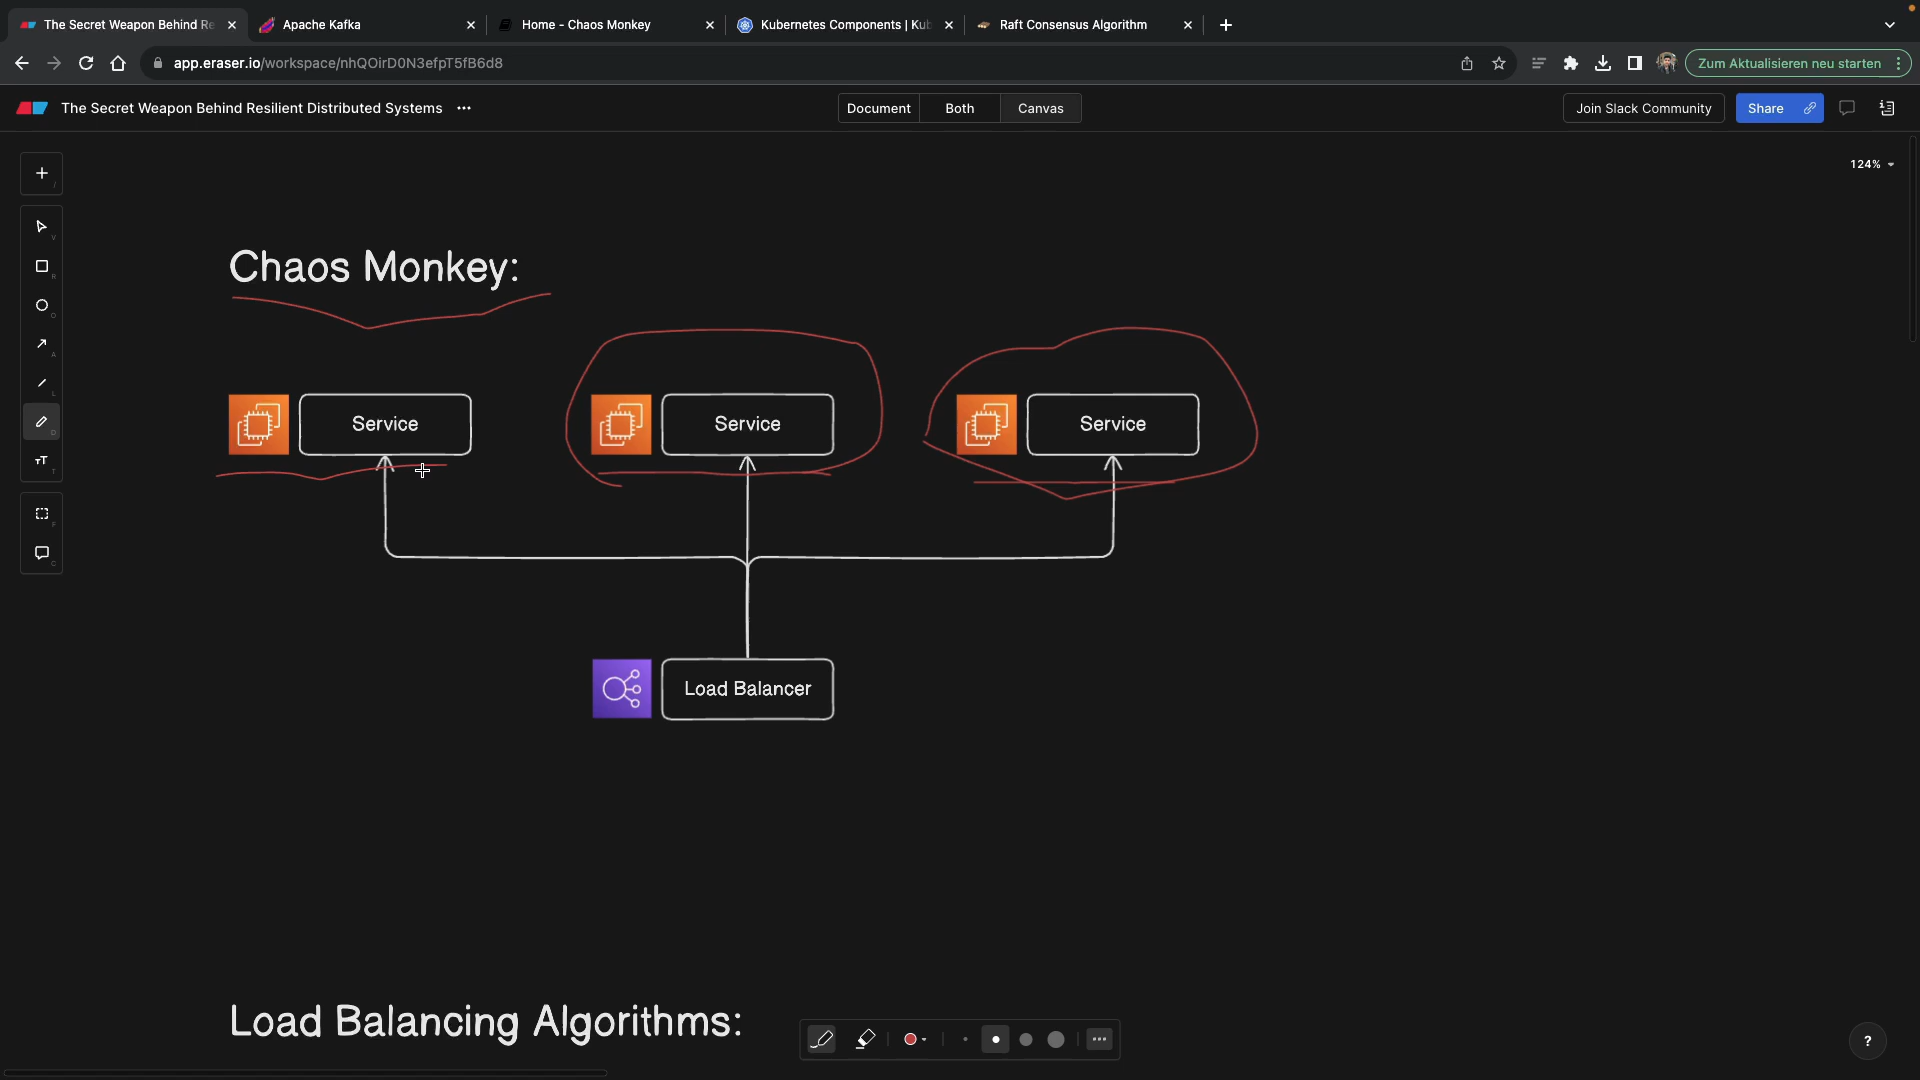 The Secret Weapon Behind Re
Apache Kafka
Home - Chaos Monkey
Kubernetes Components | Kub
Raft Consensus Algorithm
app.eraser.io/workspace/nhQOirD0N3efpT5fB6d8
Zum Aktualisieren neu starten
The Secret Weapon Behind Resilient Distributed Systems
Document
Both
Canvas
Join Slack Community
Share
124%
Chaos Monkey:
Service
Service
Service
Load Balancer
Load Balancing Algorithms: